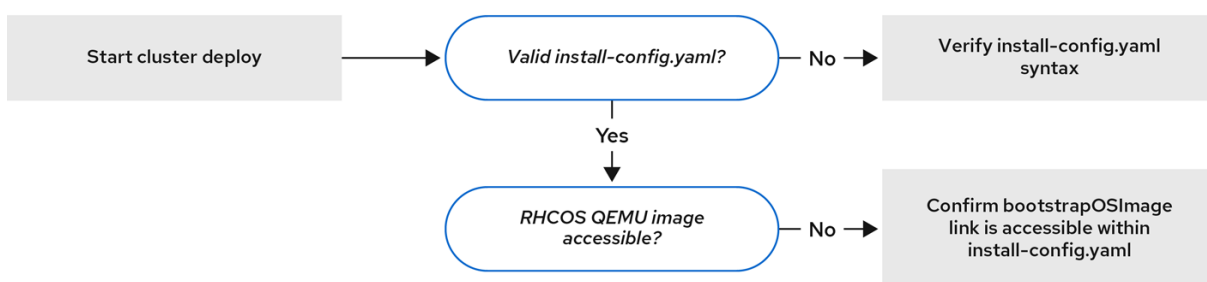 Start cluster deploy
Valid install-config.yaml?
No
Verify install-config.yaml
syntax
Yes
RHCOS QEMU image
accessible?
No
Confirm bootstrapOSImage
link is accessible within
install-config.yaml